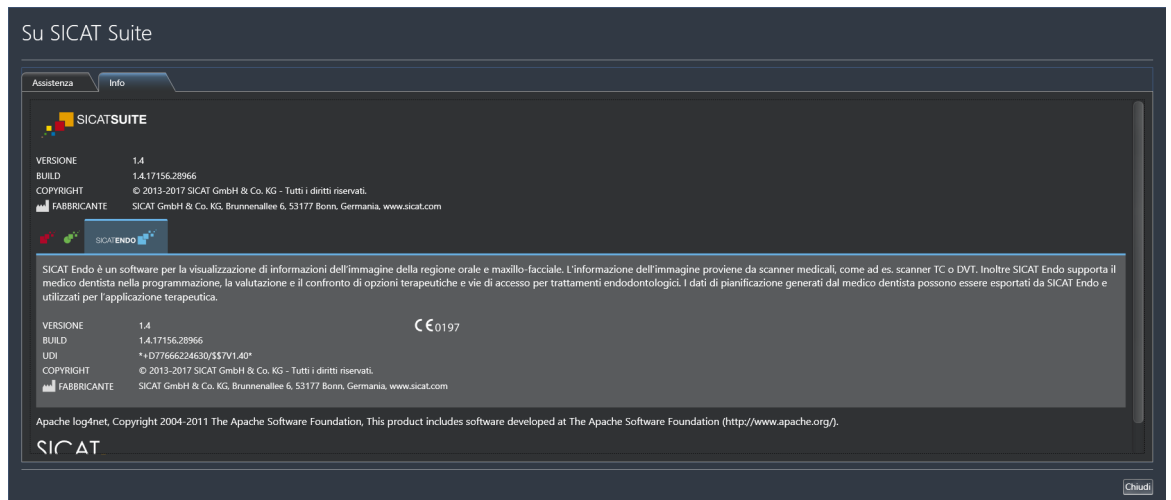 Su SICAT Suite
Assistenza Info
SICATSUITE
VERSIONE 1.4
BUILD 1.4.17156.28966
COPYRIGHT © 2013-2017 SICAT GmbH & Co. KG - Tutti i diritti riservati.
FABBRICANTE SICAT GmbH & Co. KG, Brunnenallee 6, 53177 Bonn, Germania, www.sicat.com
SICATENDO
SICAT Endo è un software per la visualizzazione di informazioni dell'immagine della regione orale e maxillo-facciale. L'informazione dell'immagine proviene da scanner medicali, come ad es. scanner TC o DVT. Inoltre SICAT Endo supporta il
medico dentista nella programmazione, la valutazione e il confronto di opzioni terapeutiche e vie di accesso per trattamenti endodontologici. I dati di pianificazione generati dal medico dentista possono essere esportati da SICAT Endo e
utilizzati per l'applicazione terapeutica.
VERSIONE 1.4 CE0197
BUILD 1.4.17156.28966
UDI *+D77666224630/$$7V1.40*
COPYRIGHT © 2013-2017 SICAT GmbH & Co. KG - Tutti i diritti riservati.
FABBRICANTE SICAT GmbH & Co. KG, Brunnenallee 6, 53177 Bonn, Germania, www.sicat.com
Apache log4net, Copyright 2004-2011 The Apache Software Foundation, This product includes software developed at The Apache Software Foundation (http://www.apache.org/).
SICAT
Chiudi